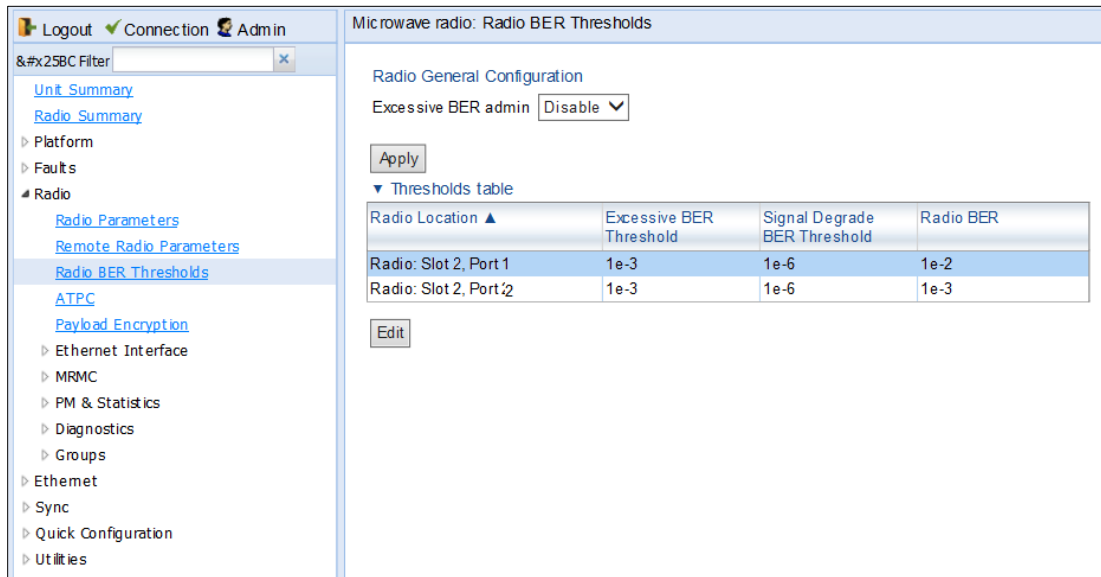 Logout Connection Admin
&#x25BC Filter
Unit Summary
Radio Summary
Platform
Faults
Radio
Radio Parameters
Remote Radio Parameters
Radio BER Thresholds
ATPC
Payload Encryption
Ethernet Interface
MRMC
PM & Statistics
Diagnostics
Groups
Ethernet
Sync
Quick Configuration
Utilities
Microwave radio: Radio BER Thresholds
Radio General Configuration
Excessive BER admin Disable
Apply
▼ Thresholds table
Radio Location ▲ Excessive BER Threshold Signal Degrade BER Threshold Radio BER
Radio: Slot 2, Port 1 1e-3 1e-6 1e-2
Radio: Slot 2, Port 2 1e-3 1e-6 1e-3
Edit